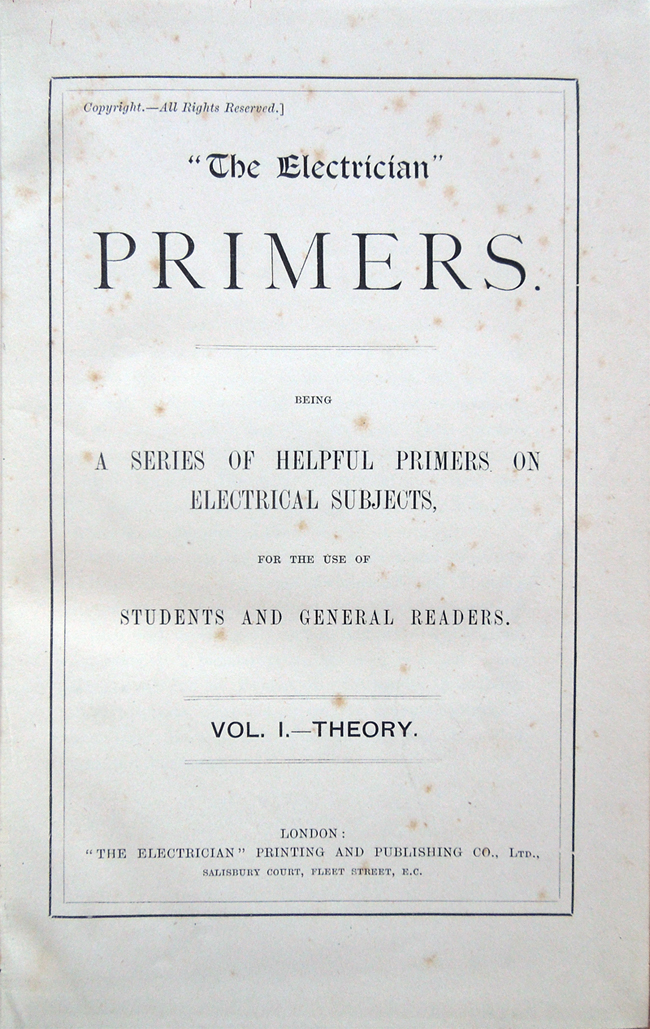 Copyright.—All Rights Reserved.]
“The Electrician”
PRIMERS.
BEING
A SERIES OF HELPFUL PRIMERS ON
ELECTRICAL SUBJECTS,
FOR THE USE OF
STUDENTS AND GENERAL READERS.
VOL. I.—THEORY.
LONDON:
“THE ELECTRICIAN” PRINTING AND PUBLISHING CO., LTD.,
SALISBURY COURT, FLEET STREET, E.C.